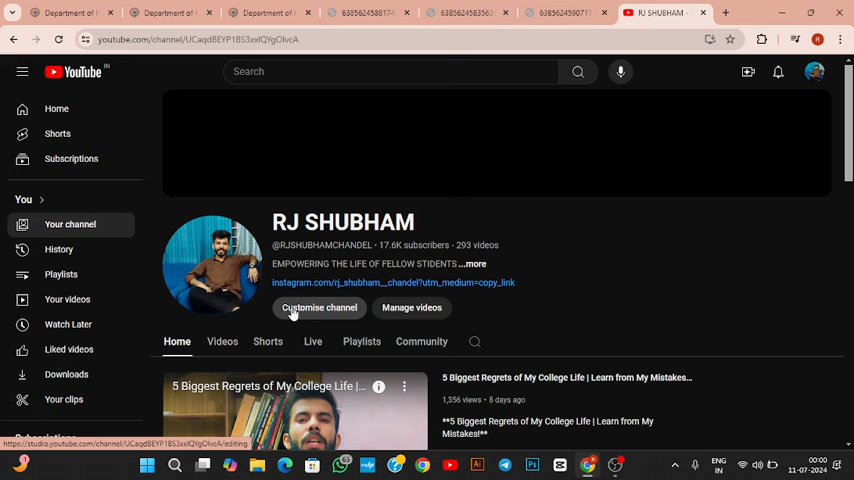 Department of H
Department of H
Department of H
6385624588174
6385624583563
638562459071
RJ SHUBHAM -
youtube.com/channel/UCaqdBEYP1BS3xxlQYgOlvcA
R
YouTube IN
Search
Home
Shorts
Subscriptions
You
Your channel
History
Playlists
Your videos
Watch Later
Liked videos
Downloads
Your clips
RJ SHUBHAM
@RJSHUBHAMCHANDEL · 17.6K subscribers · 293 videos
EMPOWERING THE LIFE OF FELLOW STIDENTS ...more
instagram.com/rj_shubham__chandel?utm_medium=copy_link
Customise channel
Manage videos
Home
Videos
Shorts
Live
Playlists
Community
5 Biggest Regrets of My College Life |...
5 Biggest Regrets of My College Life | Learn from My Mistakes...
1,356 views · 8 days ago
**5 Biggest Regrets of My College Life | Learn from My
Mistakes!**
https://studio.youtube.com/channel/UCaqdBEYP1BS3xxlQYgOlvcA/editing
ENG
IN
00:00
11-07-2024